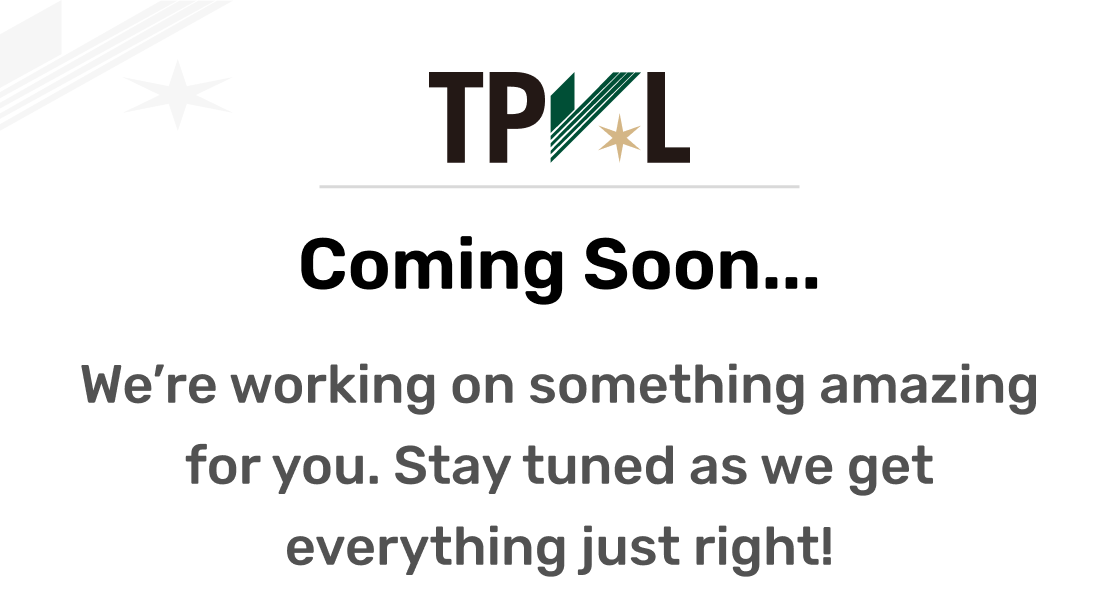 TPVL
Coming Soon...
We’re working on something amazing
for you. Stay tuned as we get
everything just right!